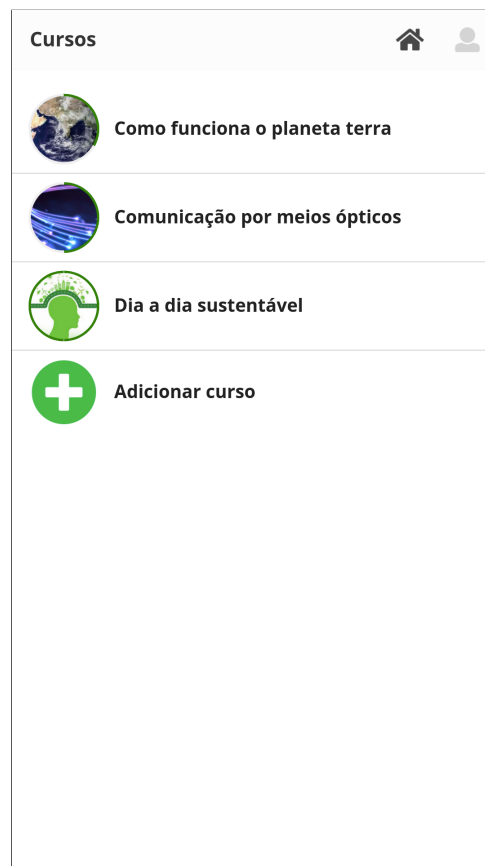 Cursos
Como funciona o planeta terra
Comunicação por meios ópticos
Dia a dia sustentável
Adicionar curso